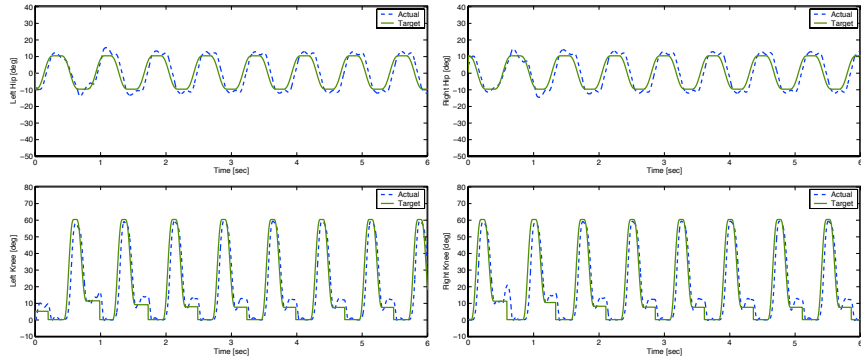 Left Hip [deg]
40
30
20
10
0
−10
−20
−30
−40
−50
0 1 2 3 4 5 6
Time [sec]
Actual
Target
Right Hip [deg]
40
30
20
10
0
−10
−20
−30
−40
−50
0 1 2 3 4 5 6
Time [sec]
Actual
Target
Left Knee [deg]
80
70
60
50
40
30
20
10
0
−10
0 1 2 3 4 5 6
Time [sec]
Actual
Target
Right Knee [deg]
80
70
60
50
40
30
20
10
0
−10
0 1 2 3 4 5 6
Time [sec]
Actual
Target